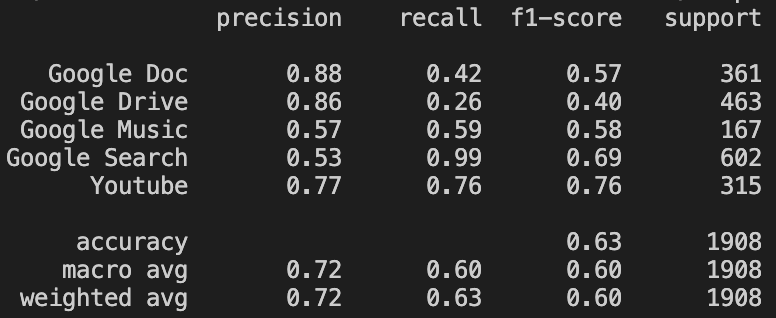 precision recall f1-score support
Google Doc 0.88 0.42 0.57 361
Google Drive 0.86 0.26 0.40 463
Google Music 0.57 0.59 0.58 167
Google Search 0.53 0.99 0.69 602
Youtube 0.77 0.76 0.76 315
accuracy 0.63 1908
macro avg 0.72 0.60 0.60 1908
weighted avg 0.72 0.63 0.60 1908